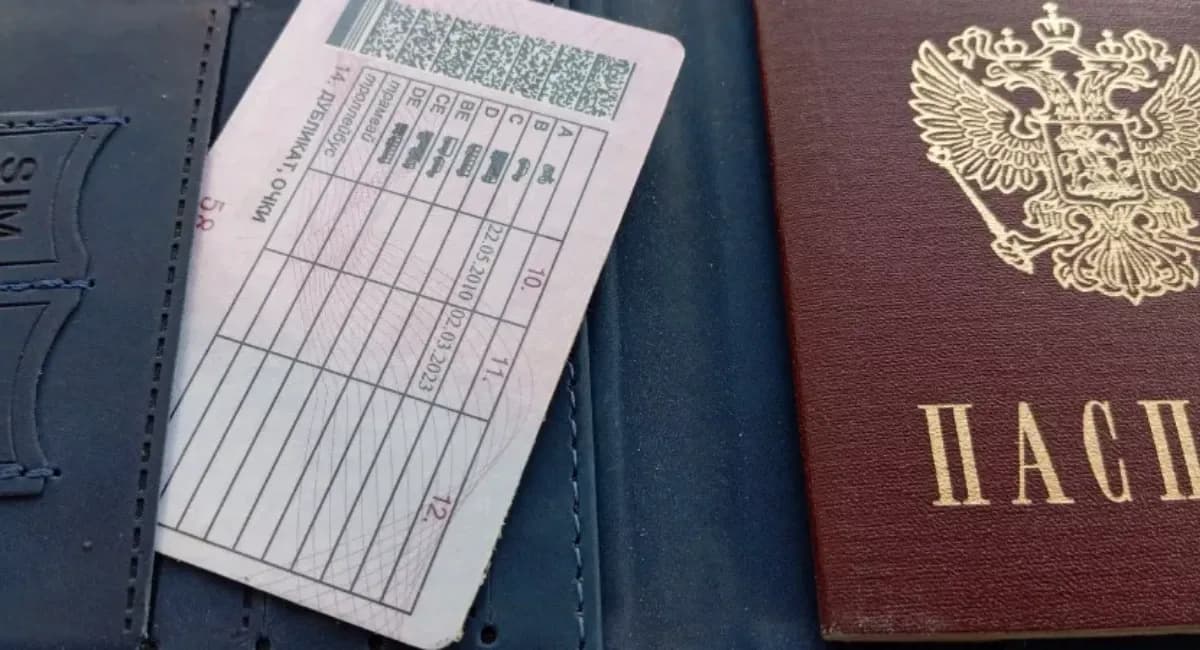 SIM
10. 11. 12.
A
B 22.05.2010 02.03.2023
C
D
BE
CE
DE
трамвай
троллейбус
14. ДУБЛИКАТ, ОЧКИ
58
ПАСП